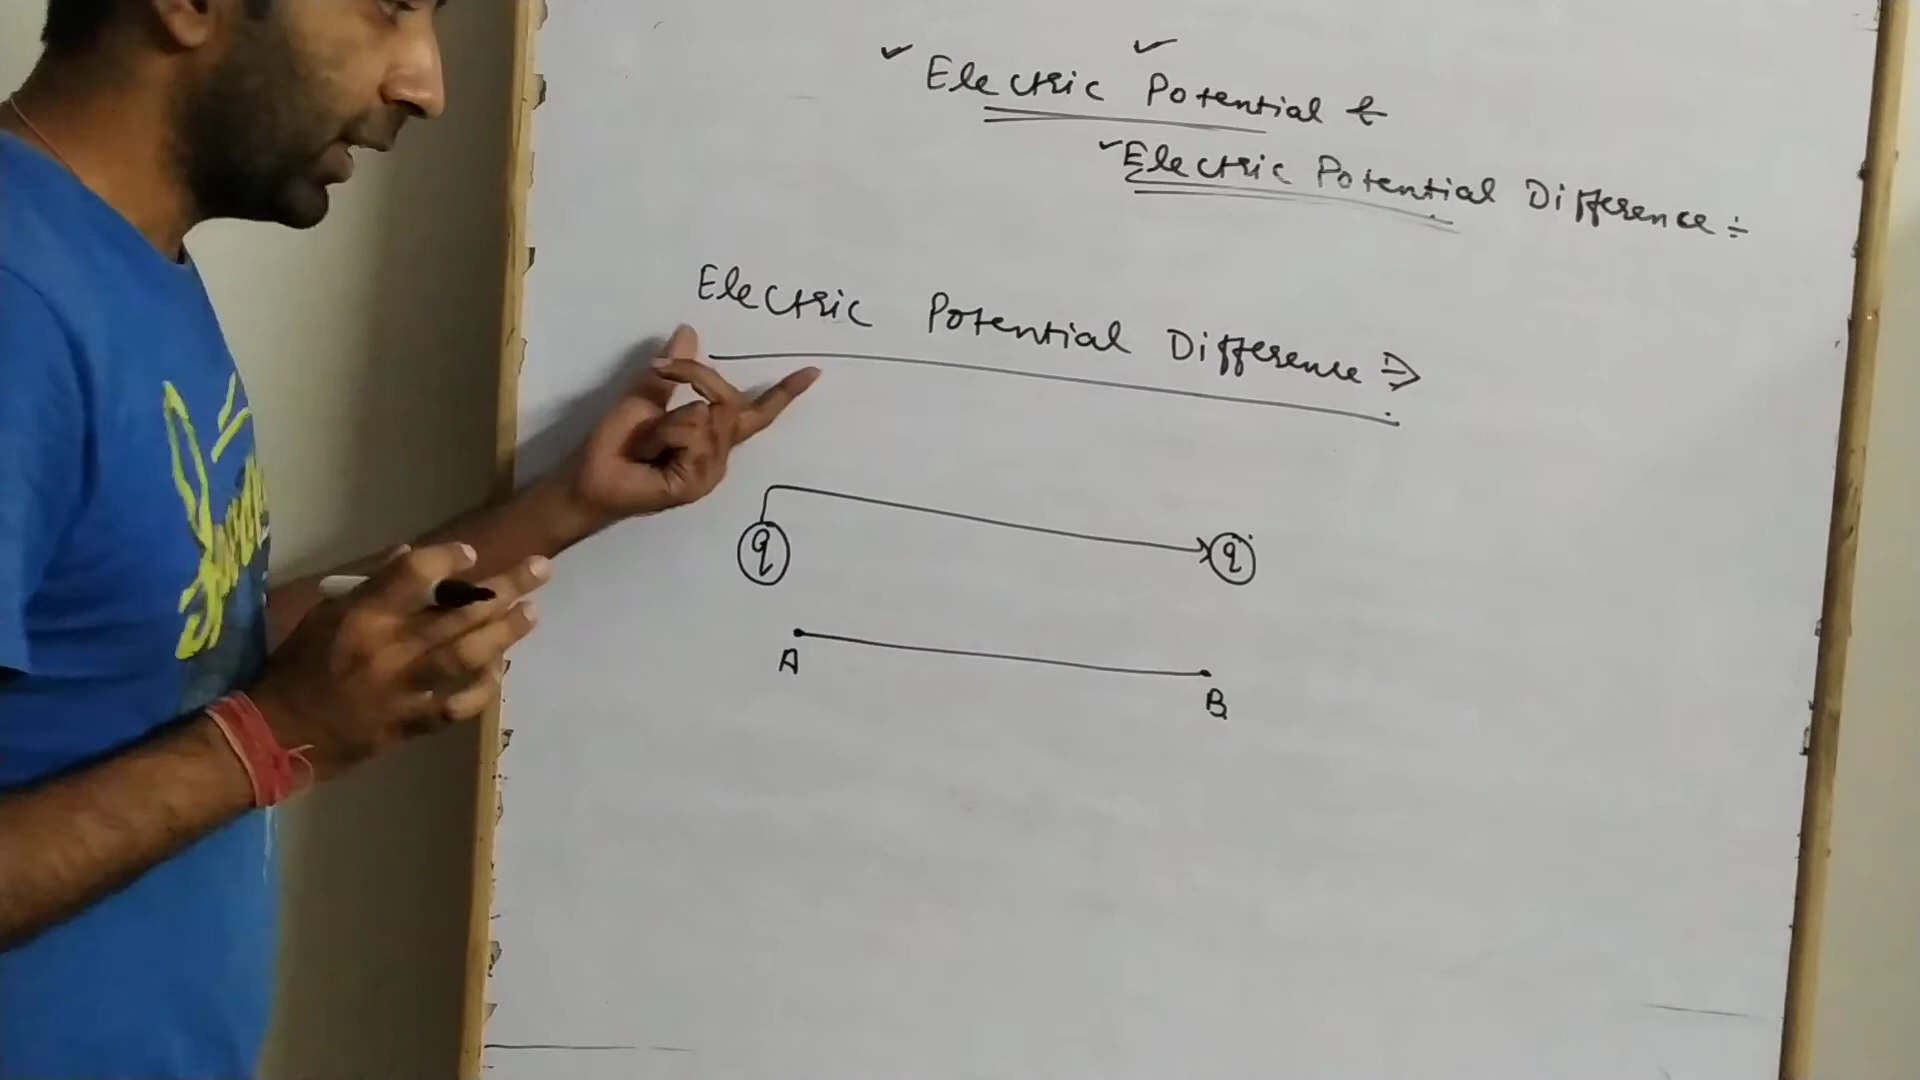 Electric Potential &
Electric Potential Difference ÷
Electric Potential Difference ⇒
q q
A B